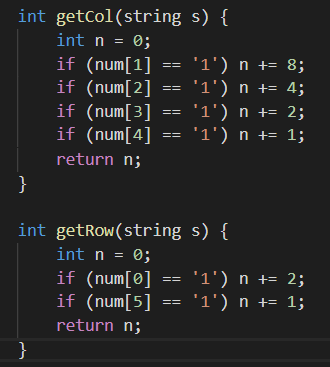 int getCol(string s) {
    int n = 0;
    if (num[1] == '1') n += 8;
    if (num[2] == '1') n += 4;
    if (num[3] == '1') n += 2;
    if (num[4] == '1') n += 1;
    return n;
}

int getRow(string s) {
    int n = 0;
    if (num[0] == '1') n += 2;
    if (num[5] == '1') n += 1;
    return n;
}